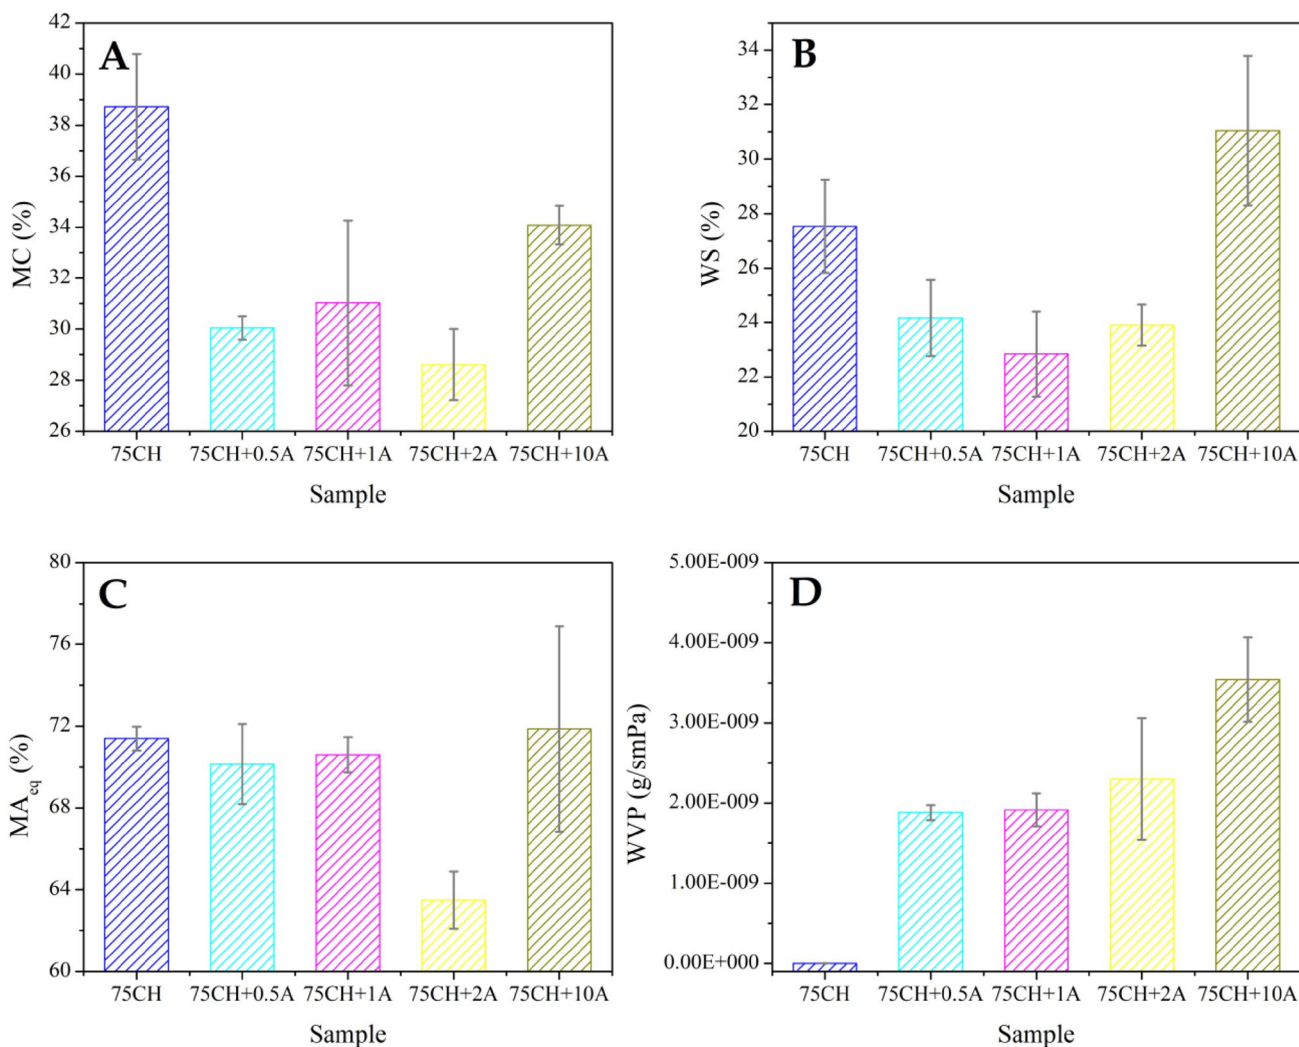 A
MC (%)
42
40
38
36
34
32
30
28
26
75CH 75CH+0.5A 75CH+1A 75CH+2A 75CH+10A
Sample
B
WS (%)
34
32
30
28
26
24
22
20
75CH 75CH+0.5A 75CH+1A 75CH+2A 75CH+10A
Sample
C
MAeq (%)
80
76
72
68
64
60
75CH 75CH+0.5A 75CH+1A 75CH+2A 75CH+10A
Sample
D
WVP (g/smPa)
5.00E-009
4.00E-009
3.00E-009
2.00E-009
1.00E-009
0.00E+000
75CH 75CH+0.5A 75CH+1A 75CH+2A 75CH+10A
Sample